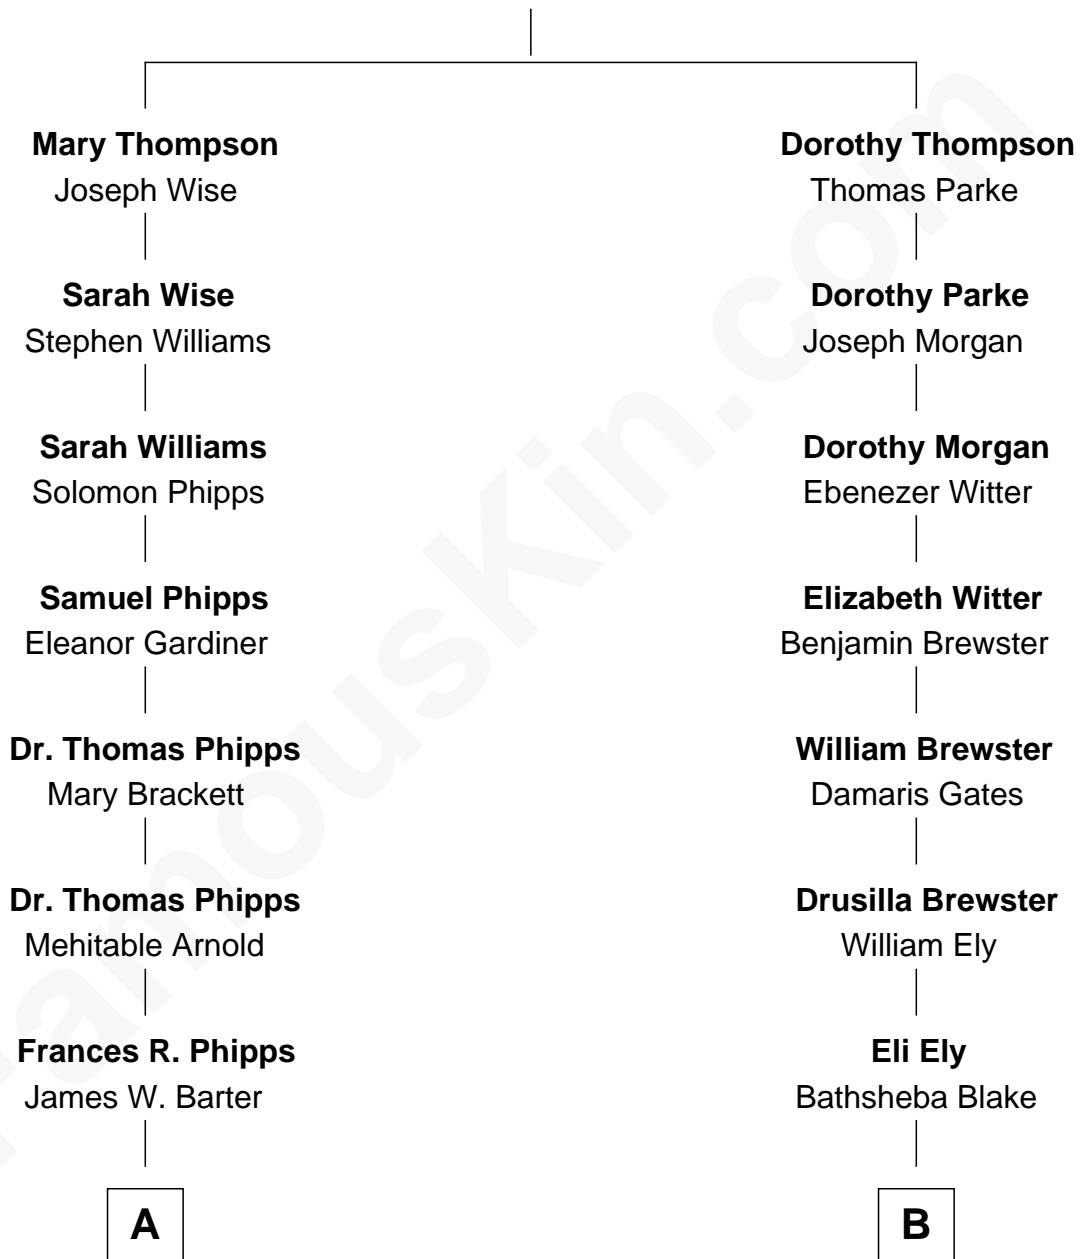 Mary Thompson
Joseph Wise
Sarah Wise
Stephen Williams
Sarah Williams
Solomon Phipps
Samuel Phipps
Eleanor Gardiner
Dr. Thomas Phipps
Mary Brackett
Dr. Thomas Phipps
Mehitable Arnold
Frances R. Phipps
James W. Barter
A
Dorothy Thompson
Thomas Parke
Dorothy Parke
Joseph Morgan
Dorothy Morgan
Ebenezer Witter
Elizabeth Witter
Benjamin Brewster
William Brewster
Damaris Gates
Drusilla Brewster
William Ely
Eli Ely
Bathsheba Blake
B
FamousKin.com